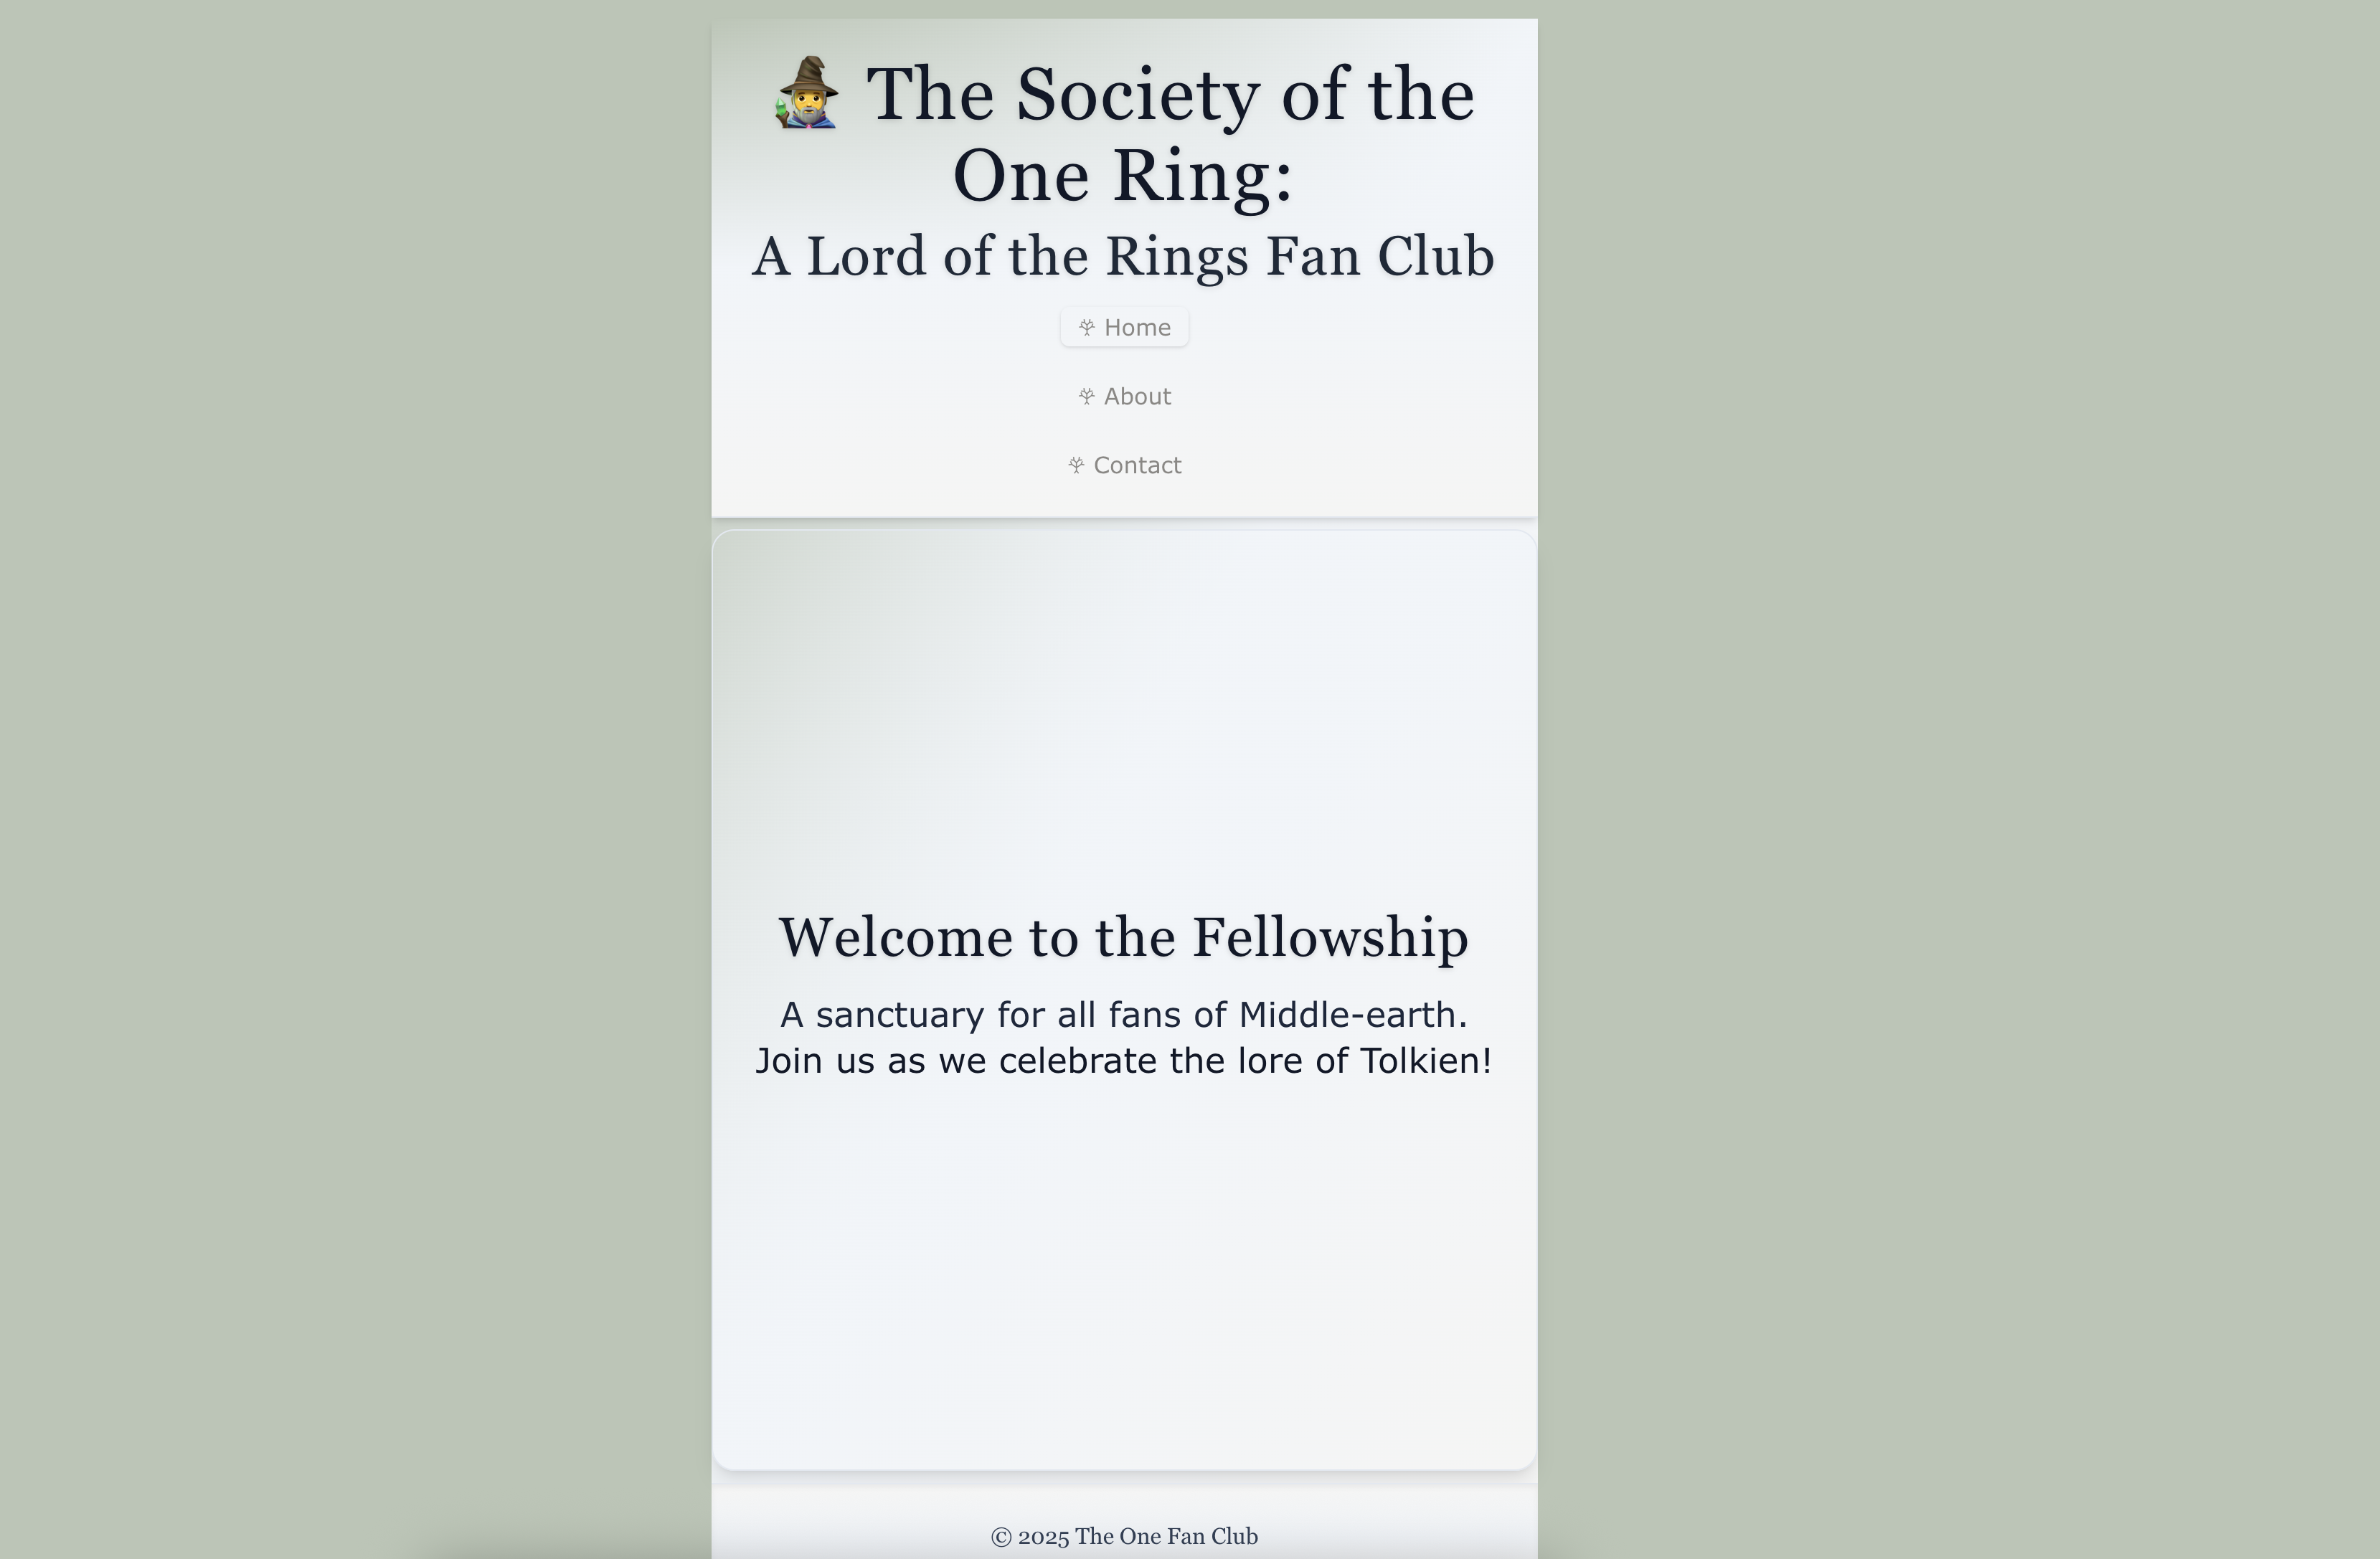 The Society of the
One Ring:
A Lord of the Rings Fan Club
Home
About
Contact
Welcome to the Fellowship
A sanctuary for all fans of Middle-earth.
Join us as we celebrate the lore of Tolkien!
© 2025 The One Fan Club